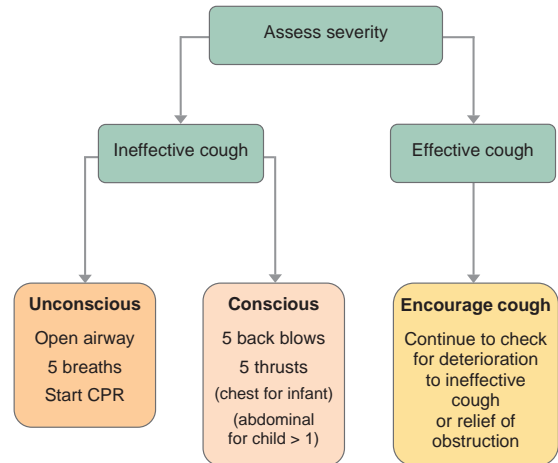 Assess severity
Ineffective cough
Effective cough
Unconscious
Open airway
5 breaths
Start CPR
Conscious
5 back blows
5 thrusts
(chest for infant)
(abdominal
for child > 1)
Encourage cough
Continue to check
for deterioration
to ineffective
cough
or relief of
obstruction